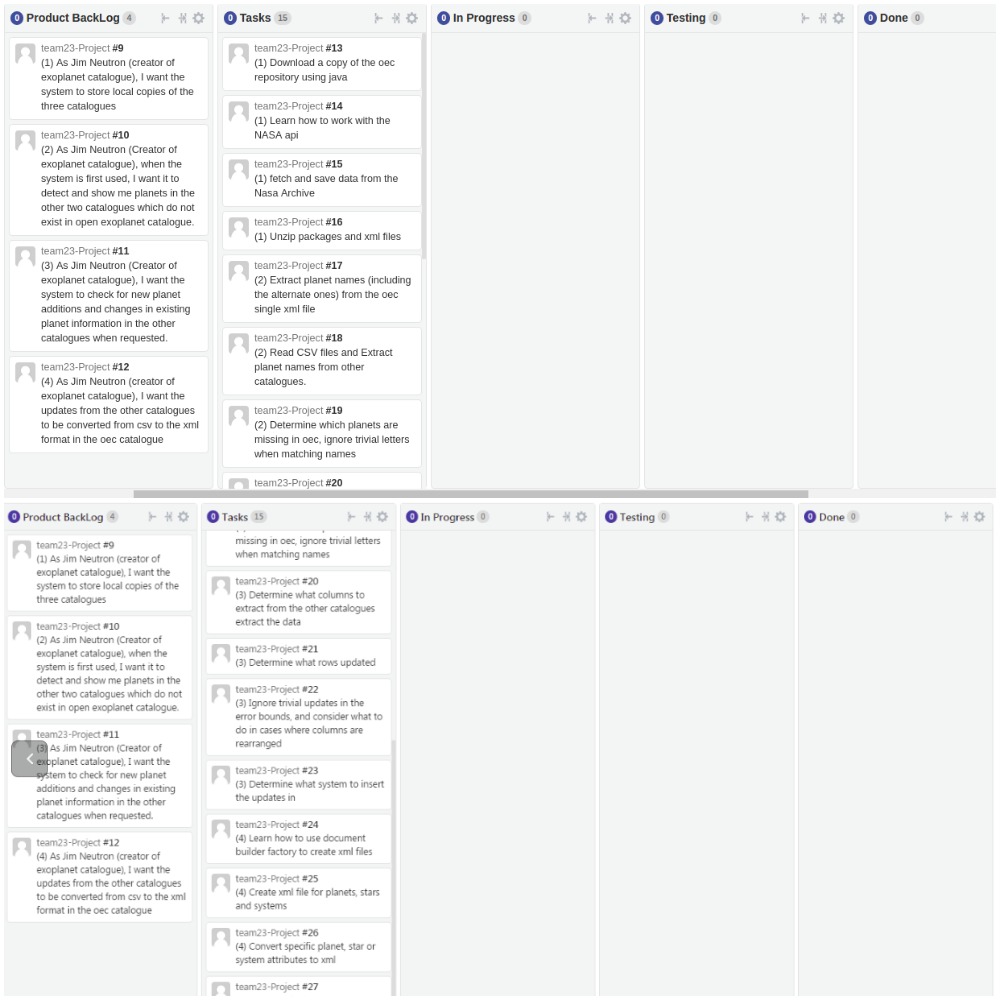 0 Product BackLog 4
0 Tasks 15
0 In Progress 0
0 Testing 0
0 Done 0
team23-Project #9
(1) As Jim Neutron (creator of
exoplanet catalogue), I want the
system to store local copies of the
three catalogues
team23-Project #10
(2) As Jim Neutron (Creator of
exoplanet catalogue), when the
system is first used, I want it to
detect and show me planets in the
other two catalogues which do not
exist in open exoplanet catalogue.
team23-Project #11
(3) As Jim Neutron (Creator of
exoplanet catalogue), I want the
system to check for new planet
additions and changes in existing
planet information in the other
catalogues when requested.
team23-Project #12
(4) As Jim Neutron (creator of
exoplanet catalogue), I want the
updates from the other catalogues
to be converted from csv to the xml
format in the oec catalogue
team23-Project #13
(1) Download a copy of the oec
repository using java
team23-Project #14
(1) Learn how to work with the
NASA api
team23-Project #15
(1) fetch and save data from the
Nasa Archive
team23-Project #16
(1) Unzip packages and xml files
team23-Project #17
(2) Extract planet names (including
the alternate ones) from the oec
single xml file
team23-Project #18
(2) Read CSV files and Extract
planet names from other
catalogues.
team23-Project #19
(2) Determine which planets are
missing in oec, ignore trivial letters
when matching names
team23-Project #20
0 Product BackLog 4
0 Tasks 15
0 In Progress 0
0 Testing 0
0 Done 0
team23-Project #9
(1) As Jim Neutron (creator of
exoplanet catalogue), I want the
system to store local copies of the
three catalogues
team23-Project #10
(2) As Jim Neutron (Creator of
exoplanet catalogue), when the
system is first used, I want it to
detect and show me planets in the
other two catalogues which do not
exist in open exoplanet catalogue.
team23-Project #11
(3) As Jim Neutron (Creator of
exoplanet catalogue), I want the
system to check for new planet
additions and changes in existing
planet information in the other
catalogues when requested.
team23-Project #12
(4) As Jim Neutron (creator of
exoplanet catalogue), I want the
updates from the other catalogues
to be converted from csv to the xml
format in the oec catalogue
missing in oec, ignore trivial letters
when matching names
team23-Project #20
(3) Determine what columns to
extract from the other catalogues
extract the data
team23-Project #21
(3) Determine what rows updated
team23-Project #22
(3) Ignore trivial updates in the
error bounds, and consider what to
do in cases where columns are
rearranged
team23-Project #23
(3) Determine what system to insert
the updates in
team23-Project #24
(4) Learn how to use document
builder factory to create xml files
team23-Project #25
(4) Create xml file for planets, stars
and systems
team23-Project #26
(4) Convert specific planet, star or
system attributes to xml
team23-Project #27